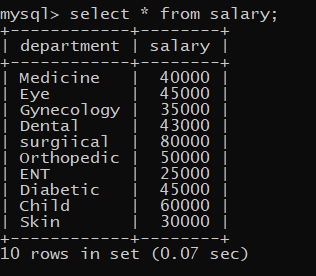 mysql> select * from salary;
+------------+--------+
| department | salary |
+------------+--------+
| Medicine   |  40000 |
| Eye        |  45000 |
| Gynecology |  35000 |
| Dental     |  43000 |
| surgiical  |  80000 |
| Orthopedic |  50000 |
| ENT        |  25000 |
| Diabetic   |  45000 |
| Child      |  60000 |
| Skin       |  30000 |
+------------+--------+
10 rows in set (0.07 sec)